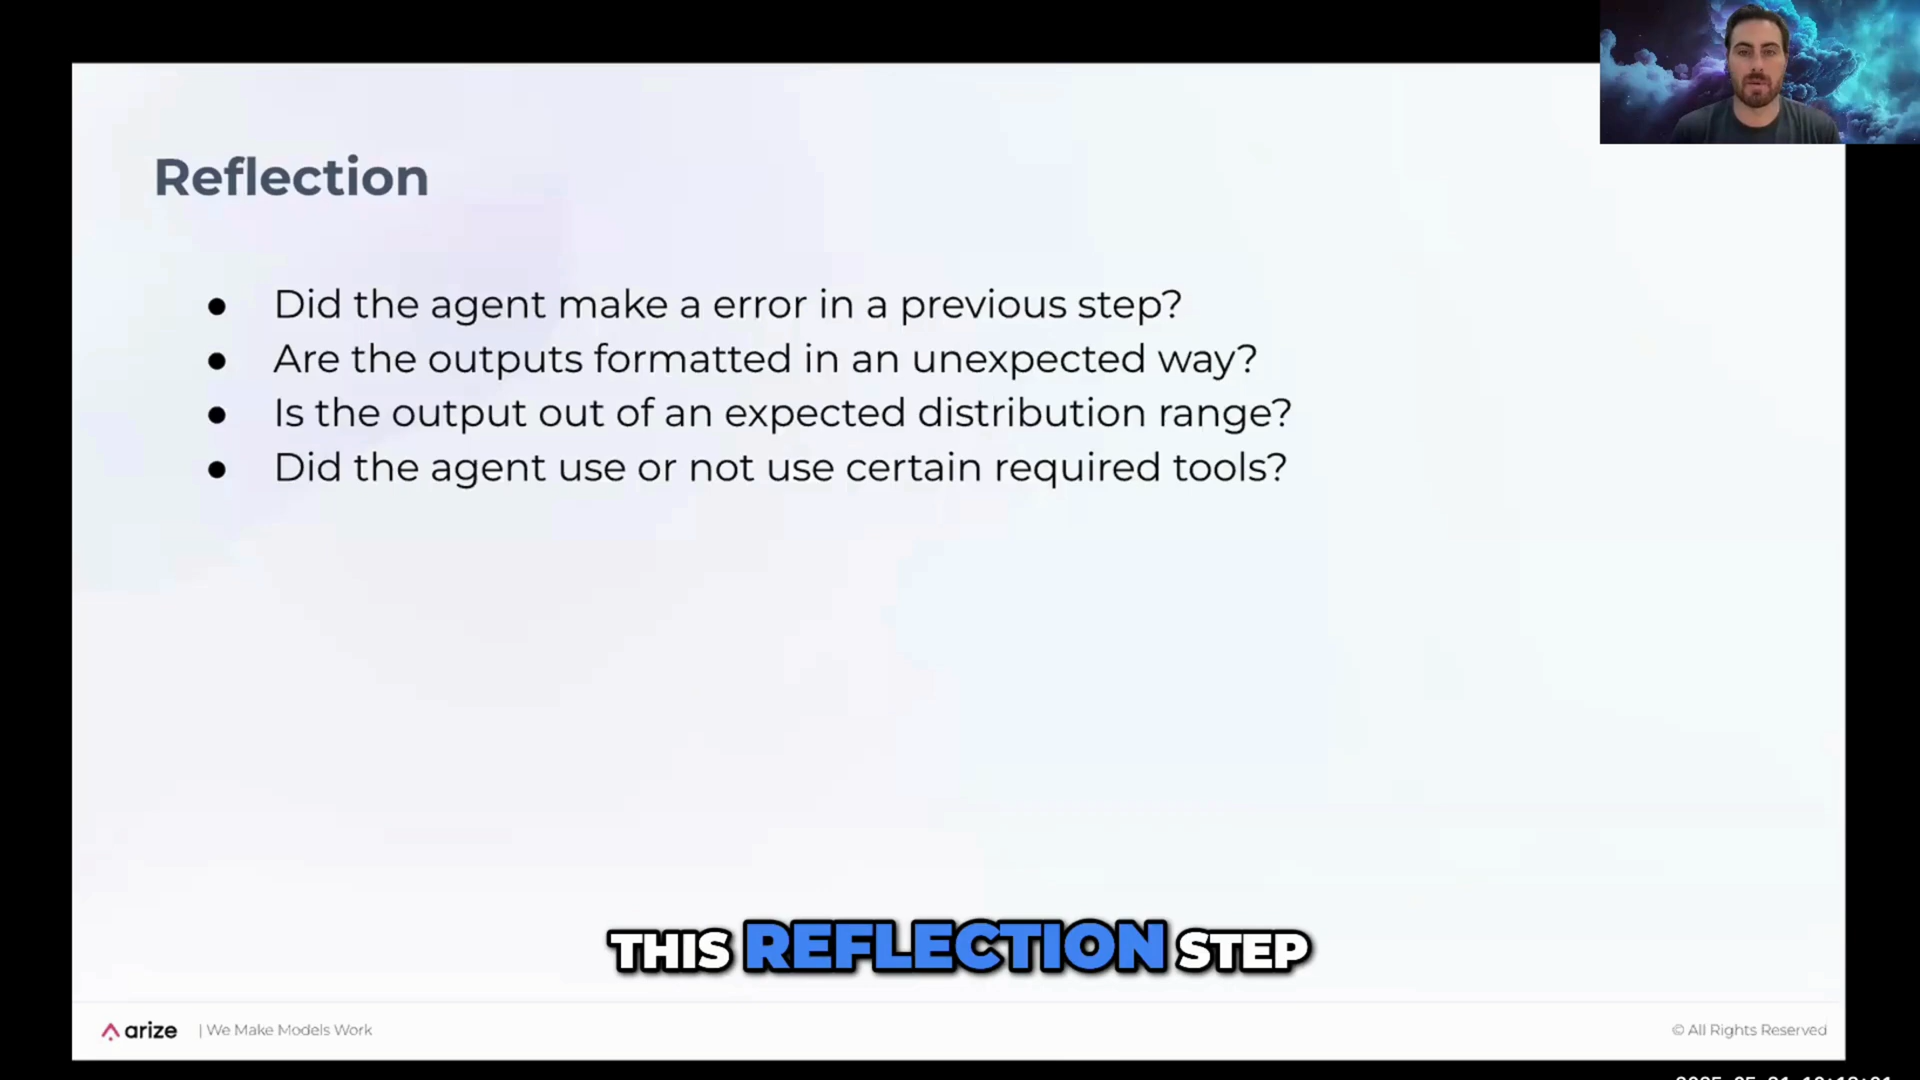 Reflection
● Did the agent make a error in a previous step?
● Are the outputs formatted in an unexpected way?
● Is the output out of an expected distribution range?
● Did the agent use or not use certain required tools?
THIS REFLECTION STEP
arize | We Make Models Work
© All Rights Reserved